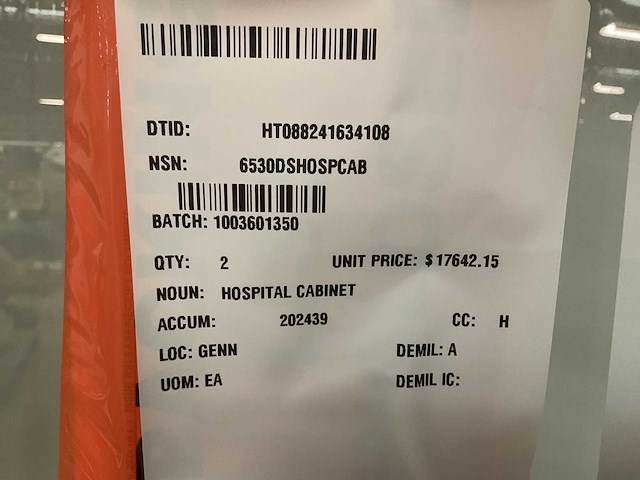 DTID: HT088241634108
NSN: 6530DSHOSPCAB
BATCH: 1003601350
QTY: 2 UNIT PRICE: $17642.15
NOUN: HOSPITAL CABINET
ACCUM: 202439 CC: H
LOC: GENN DEMIL: A
UOM: EA DEMIL IC: